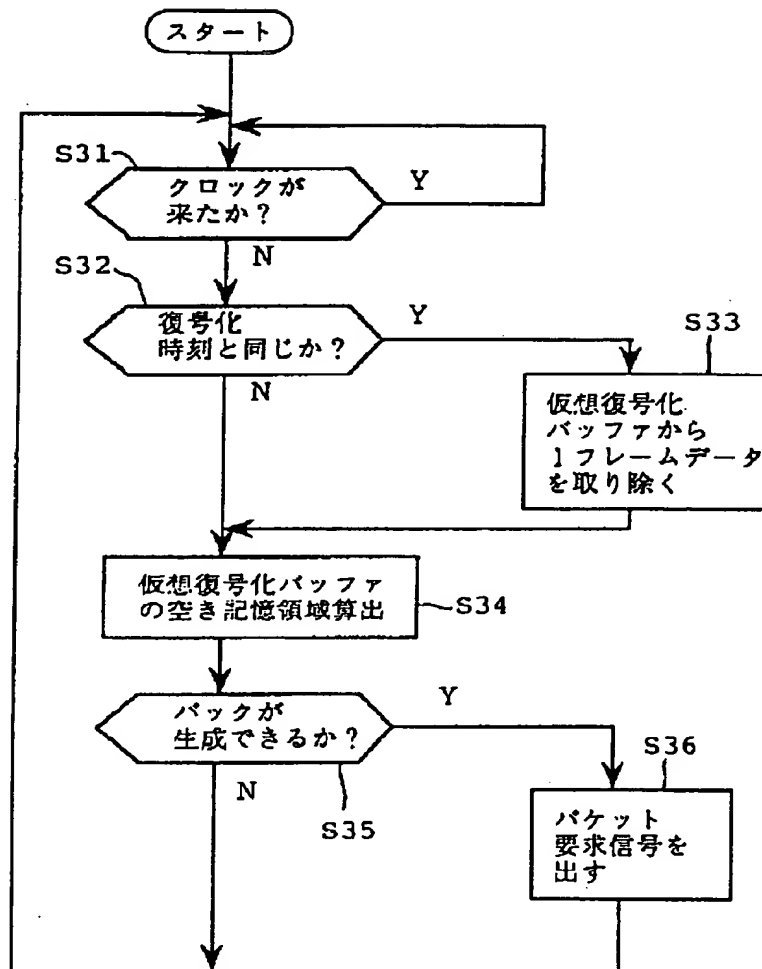 スタート
S31
クロックが
来たか？
Y
N
S32
復号化
時刻と同じか？
Y
N
S33
仮想復号化
バッファから
１フレームデータ
を取り除く
仮想復号化バッファ
の空き記憶領域算出
S34
パックが
生成できるか？
Y
N
S35
S36
パケット
要求信号を
出す